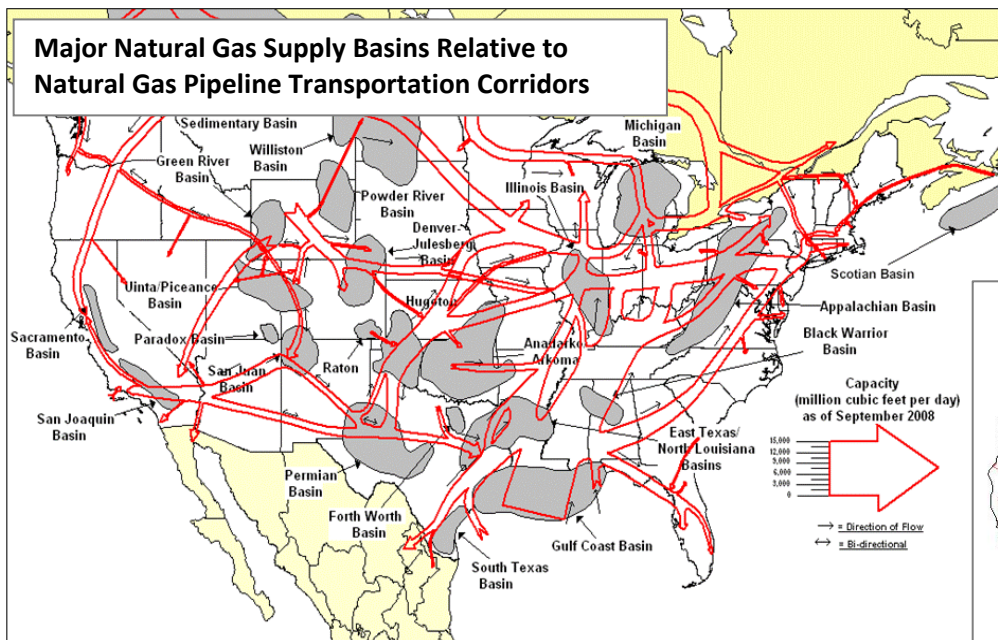 Major Natural Gas Supply Basins Relative to
Natural Gas Pipeline Transportation Corridors
Sedimentary Basin
Williston
Basin
Green River
Basin
Powder River
Basin
Denver-
Julesberg
Basin
Michigan
Basin
Illinois Basin
Scotian Basin
Appalachian Basin
Black Warrior
Basin
Uinta/Piceance
Basin
Hugoton
Sacramento
Basin
Paradox Basin
San Juan
Basin
Raton
Anadarko
Arkoma
San Joaquin
Basin
Permian
Basin
Forth Worth
Basin
South Texas
Basin
Gulf Coast Basin
East Texas/
North Louisiana
Basins
Capacity
(million cubic feet per day)
as of September 2008
15,000
12,000
9,000
6,000
3,000
0
= Direction of Flow
= Bi-directional